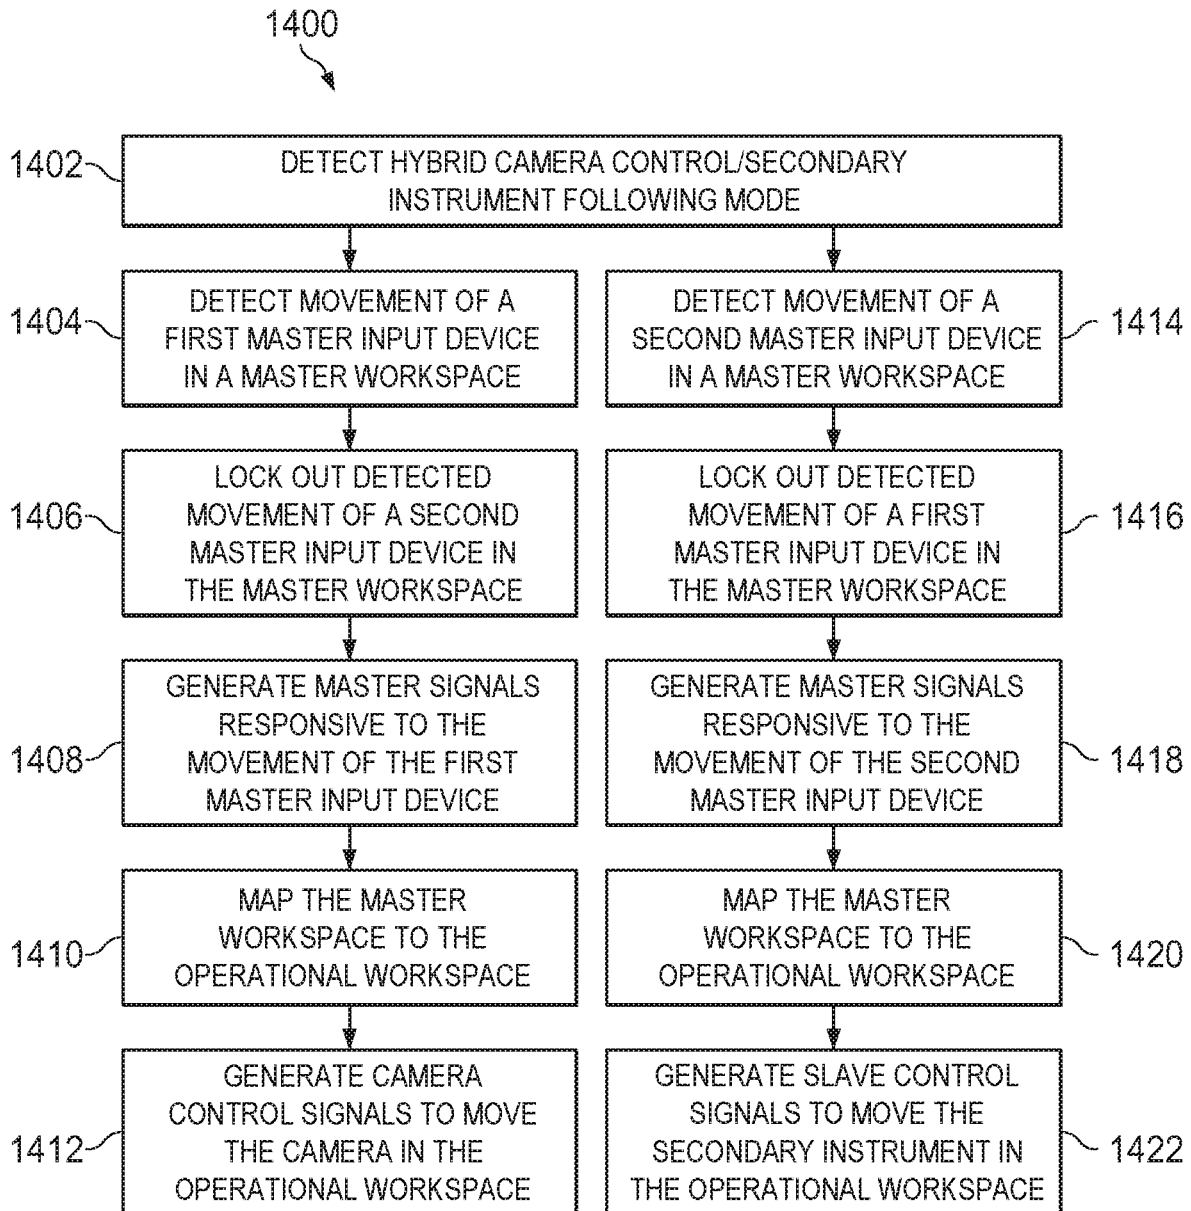 1400
1402
DETECT HYBRID CAMERA CONTROL/SECONDARY
INSTRUMENT FOLLOWING MODE
1404
DETECT MOVEMENT OF A
FIRST MASTER INPUT DEVICE
IN A MASTER WORKSPACE
DETECT MOVEMENT OF A
SECOND MASTER INPUT DEVICE
IN A MASTER WORKSPACE
1414
1406
LOCK OUT DETECTED
MOVEMENT OF A SECOND
MASTER INPUT DEVICE IN
THE MASTER WORKSPACE
LOCK OUT DETECTED
MOVEMENT OF A FIRST
MASTER INPUT DEVICE IN
THE MASTER WORKSPACE
1416
1408
GENERATE MASTER SIGNALS
RESPONSIVE TO THE
MOVEMENT OF THE FIRST
MASTER INPUT DEVICE
GENERATE MASTER SIGNALS
RESPONSIVE TO THE
MOVEMENT OF THE SECOND
MASTER INPUT DEVICE
1418
1410
MAP THE MASTER
WORKSPACE TO THE
OPERATIONAL WORKSPACE
MAP THE MASTER
WORKSPACE TO THE
OPERATIONAL WORKSPACE
1420
1412
GENERATE CAMERA
CONTROL SIGNALS TO MOVE
THE CAMERA IN THE
OPERATIONAL WORKSPACE
GENERATE SLAVE CONTROL
SIGNALS TO MOVE THE
SECONDARY INSTRUMENT IN
THE OPERATIONAL WORKSPACE
1422